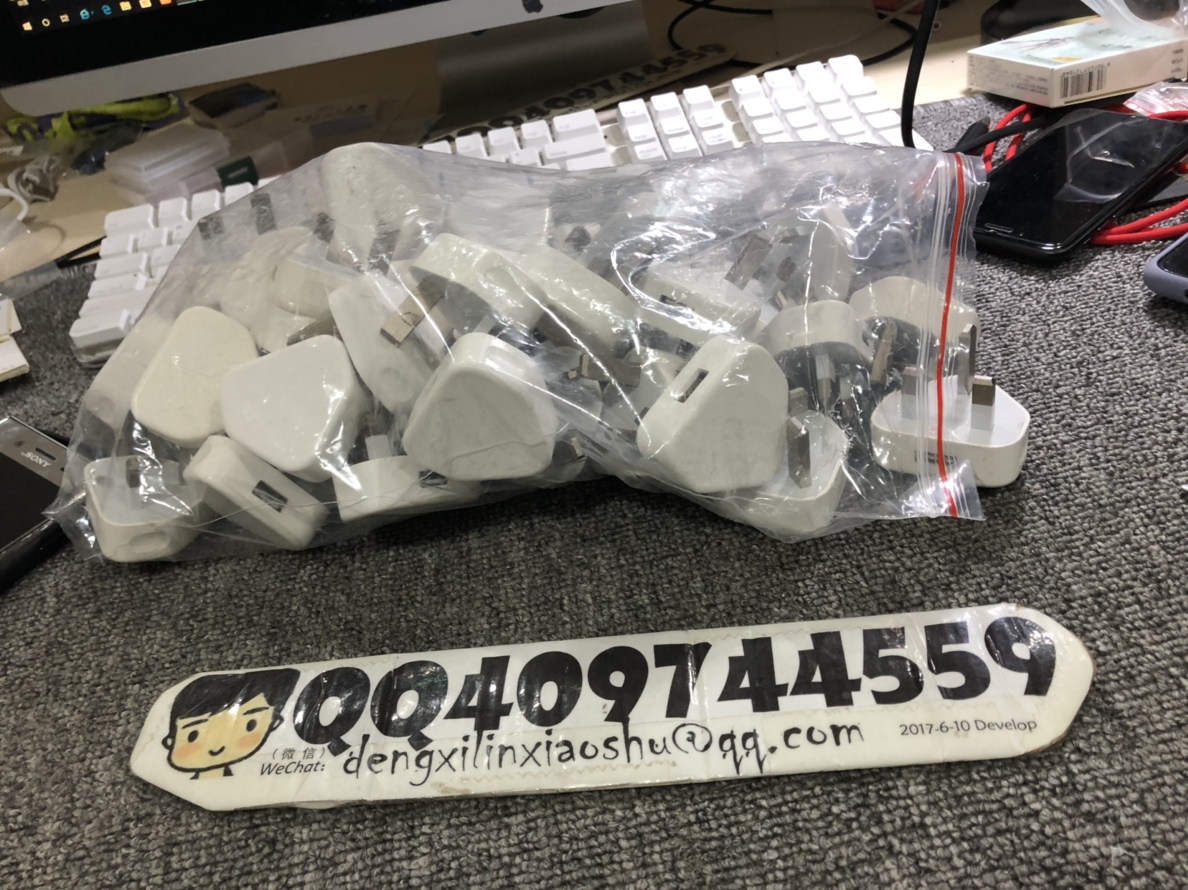 QQ409744559
(微信)
WeChat: dengxilinxiaoshu@qq.com
2017-6-10 Develop
SONY